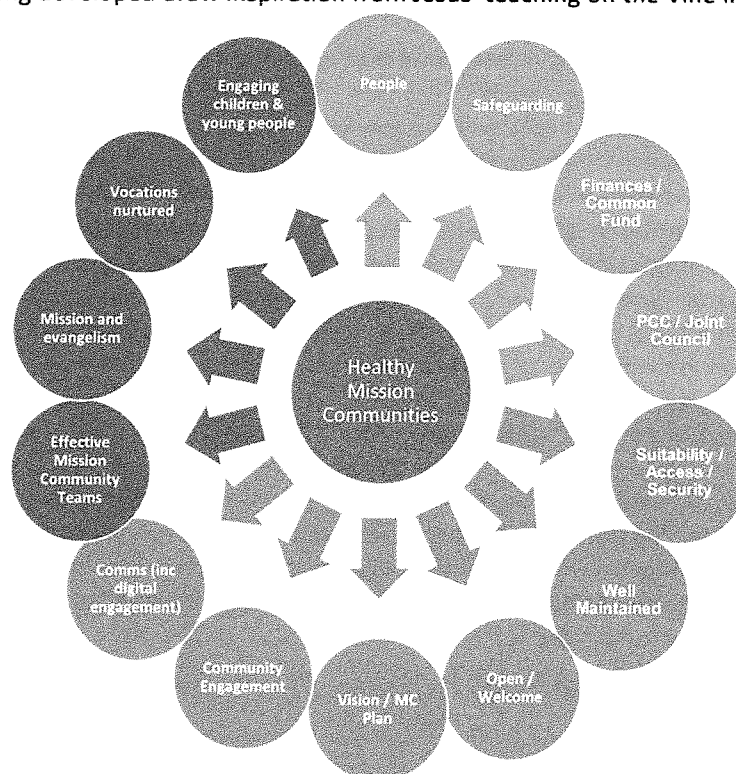 Jesus' teaching on the Vine
People
Safeguarding
Finances /
Common
Fund
PCC / Joint
Council
Suitability /
Access /
Security
Well
Maintained
Open /
Welcome
Vision / MC
Plan
Community
Engagement
Comms (inc
digital
engagement)
Effective
Mission
Community
Teams
Mission and
evangelism
Vocations
nurtured
Engaging
children &
young people
Healthy
Mission
Communities